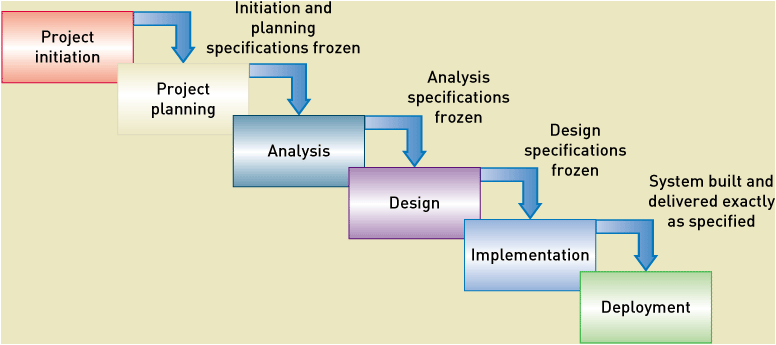 Project
initiation
Initiation and
planning
specifications frozen
Project
planning
Analysis
specifications
frozen
Analysis
Design
specifications
frozen
Design
System built and
delivered exactly
as specified
Implementation
Deployment